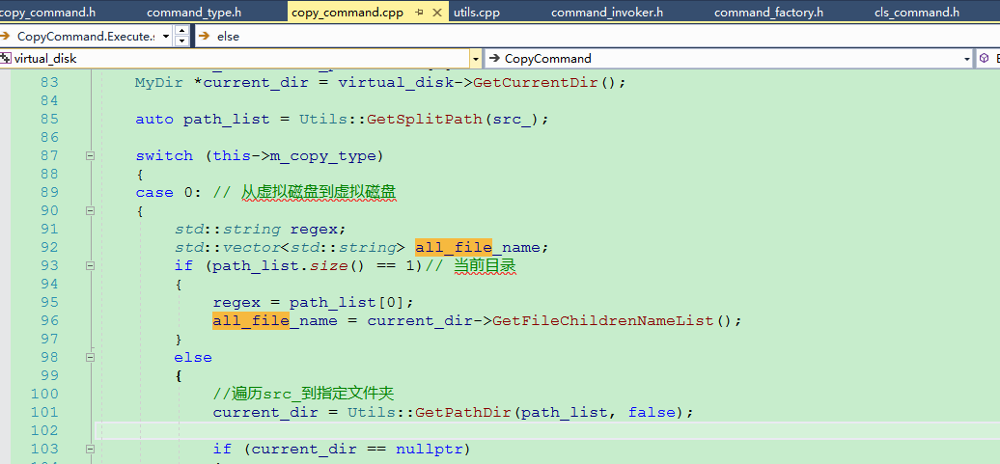 copy_command.h command_type.h copy_command.cpp utils.cpp command_invoker.h command_factory.h cls_command.h
CopyCommand.Execute.s else
virtual_disk CopyCommand
83 MyDir *current_dir = virtual_disk->GetCurrentDir();
84
85 auto path_list = Utils::GetSplitPath(src_);
86
87 switch (this->m_copy_type)
88 {
89 case 0: // 从虚拟磁盘到虚拟磁盘
90 {
91 std::string regex;
92 std::vector<std::string> all_file_name;
93 if (path_list.size() == 1)// 当前目录
94 {
95 regex = path_list[0];
96 all_file_name = current_dir->GetFileChildrenNameList();
97 }
98 else
99 {
100 //遍历src_到指定文件夹
101 current_dir = Utils::GetPathDir(path_list, false);
102
103 if (current_dir == nullptr)